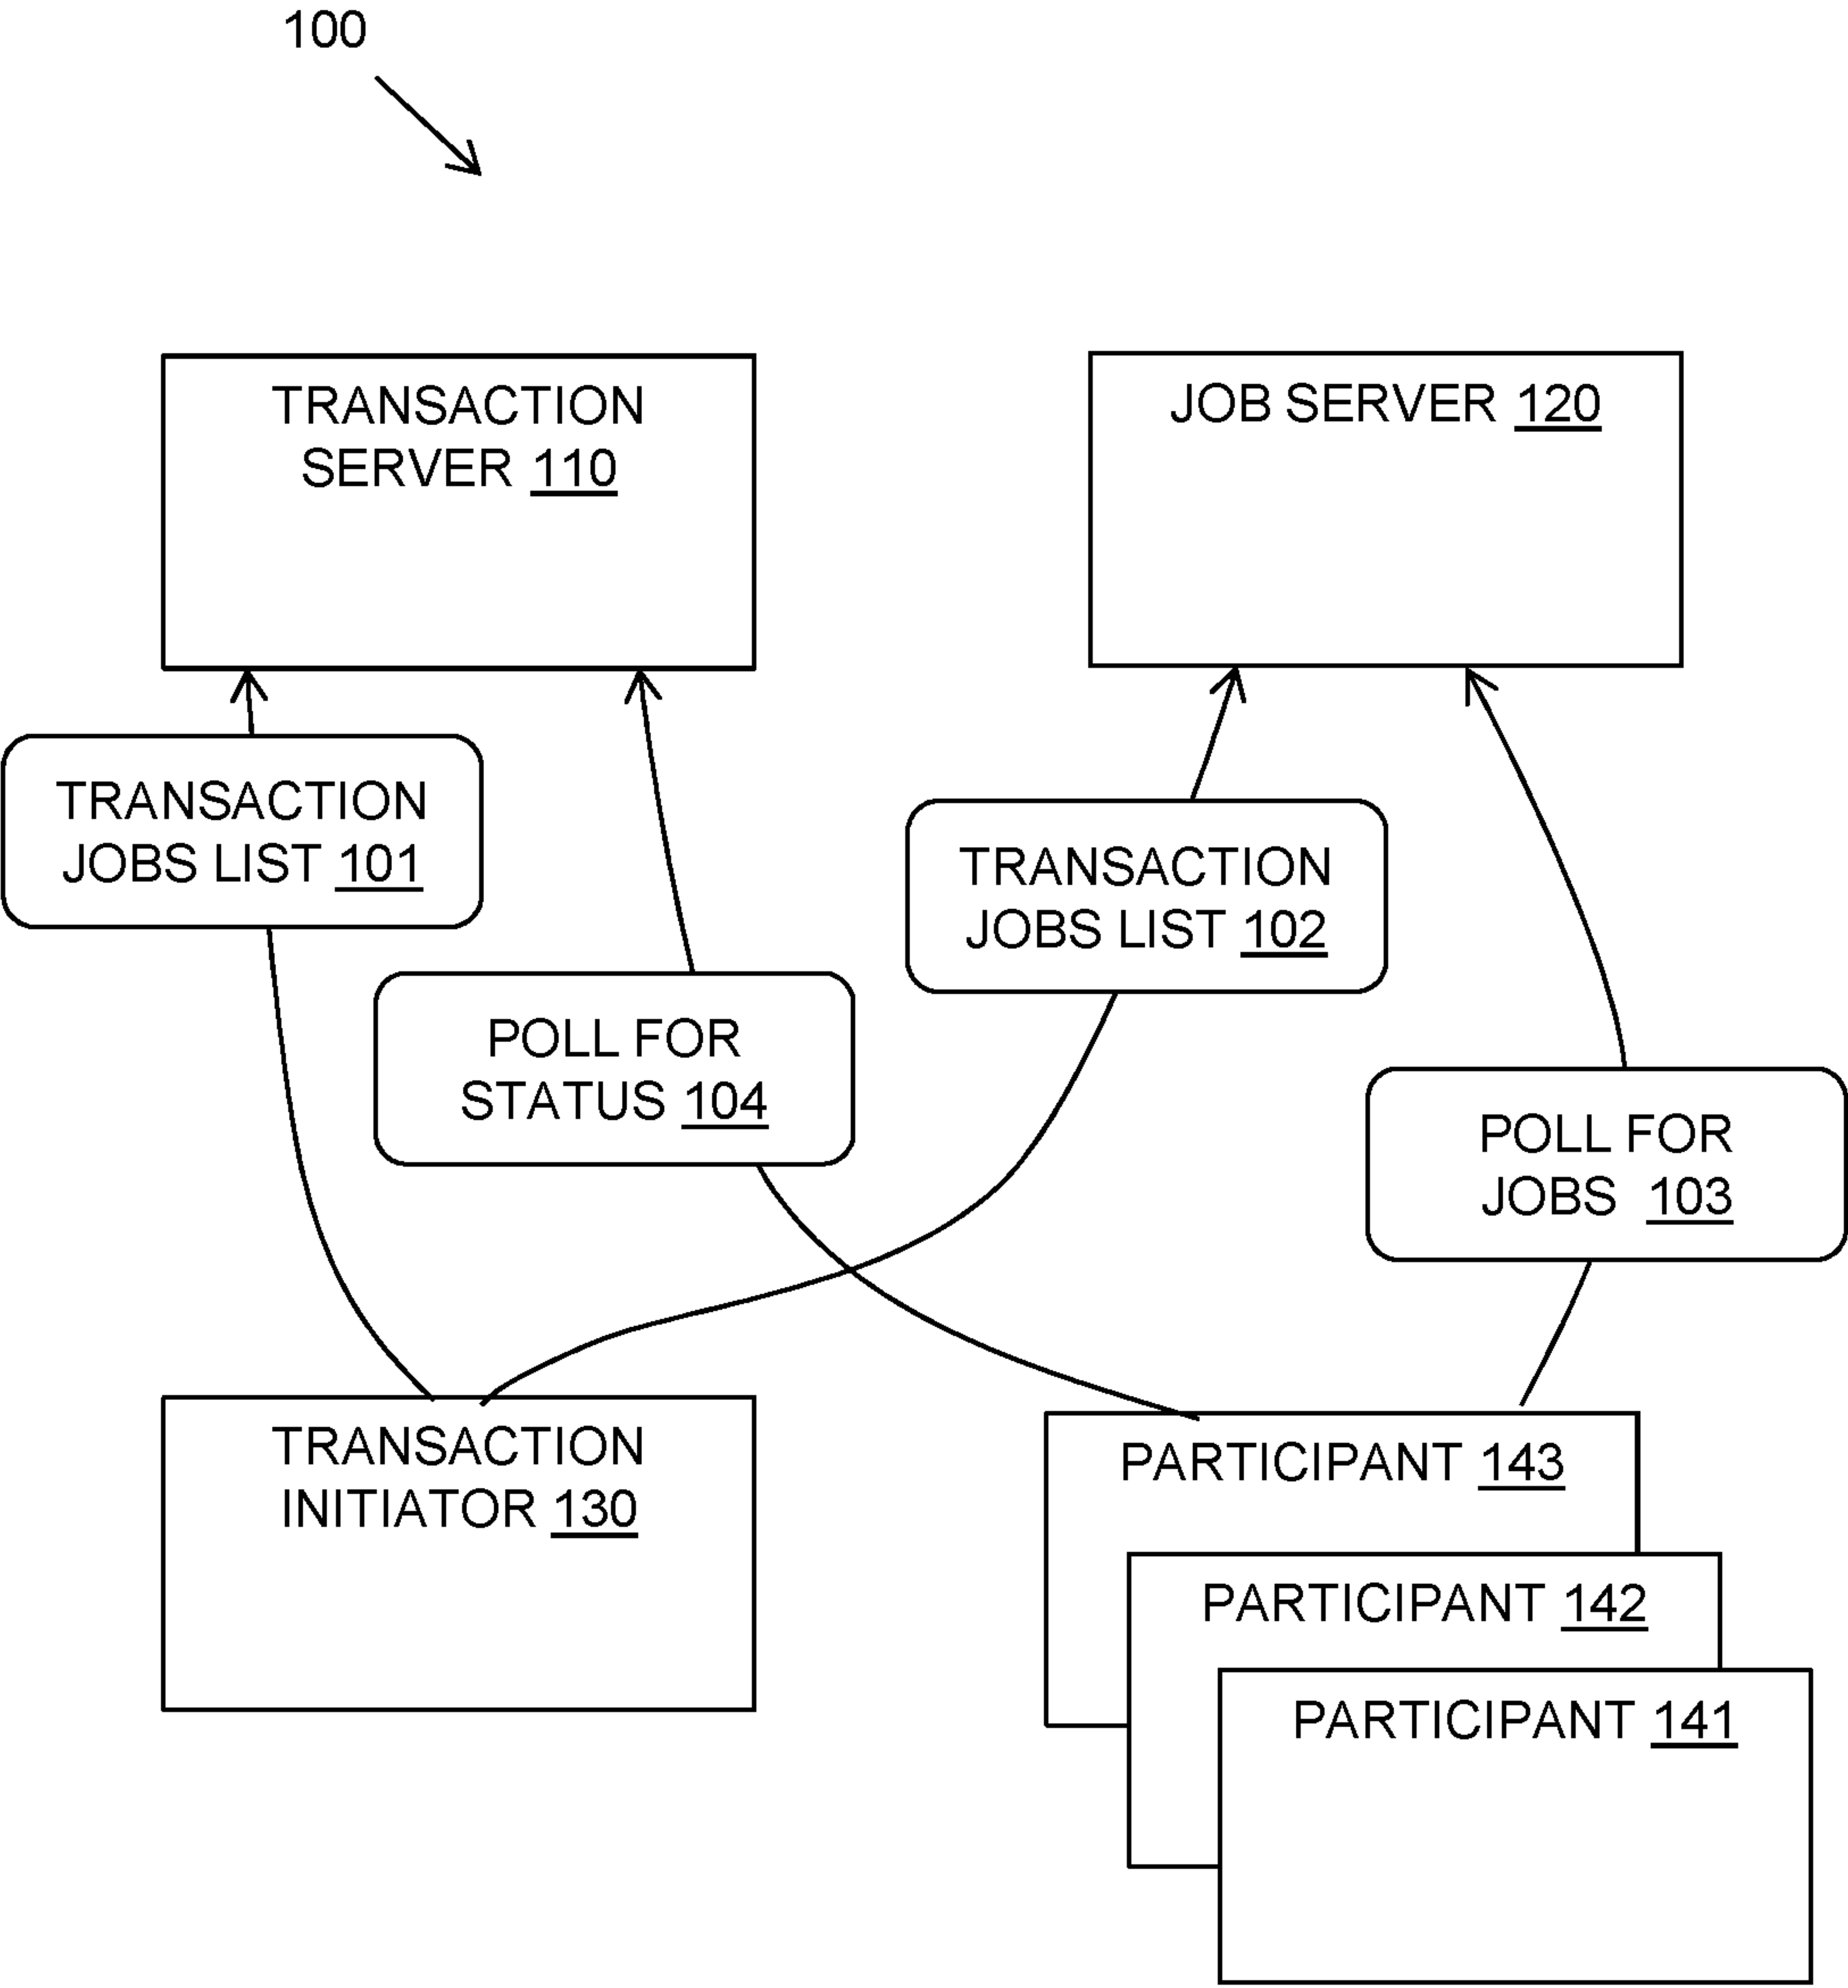 100
TRANSACTION
SERVER 110
JOB SERVER 120
TRANSACTION
JOBS LIST 101
TRANSACTION
JOBS LIST 102
POLL FOR
STATUS 104
POLL FOR
JOBS 103
TRANSACTION
INITIATOR 130
PARTICIPANT 143
PARTICIPANT 142
PARTICIPANT 141